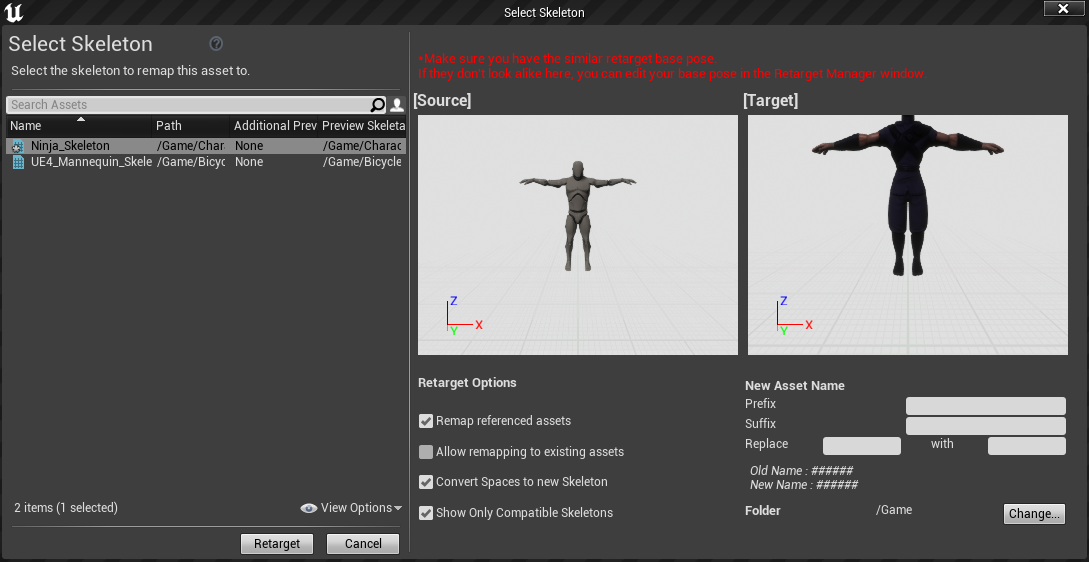 Select Skeleton
Select Skeleton
Select the skeleton to remap this asset to.
Search Assets
Name Path Additional Prev Preview Skeleta
Ninja_Skeleton /Game/Char None /Game/Charac
UE4_Mannequin_Skele /Game/Bicyc None /Game/Bicycle
2 items (1 selected) View Options
Retarget Cancel
*Make sure you have the similar retarget base pose.
If they don't look alike here, you can edit your base pose in the Retarget Manager window.
[Source] [Target]
Z Z
X X
Y Y
Retarget Options
Remap referenced assets
Allow remapping to existing assets
Convert Spaces to new Skeleton
Show Only Compatible Skeletons
New Asset Name
Prefix
Suffix
Replace with
Old Name : ######
New Name : ######
Folder /Game Change...